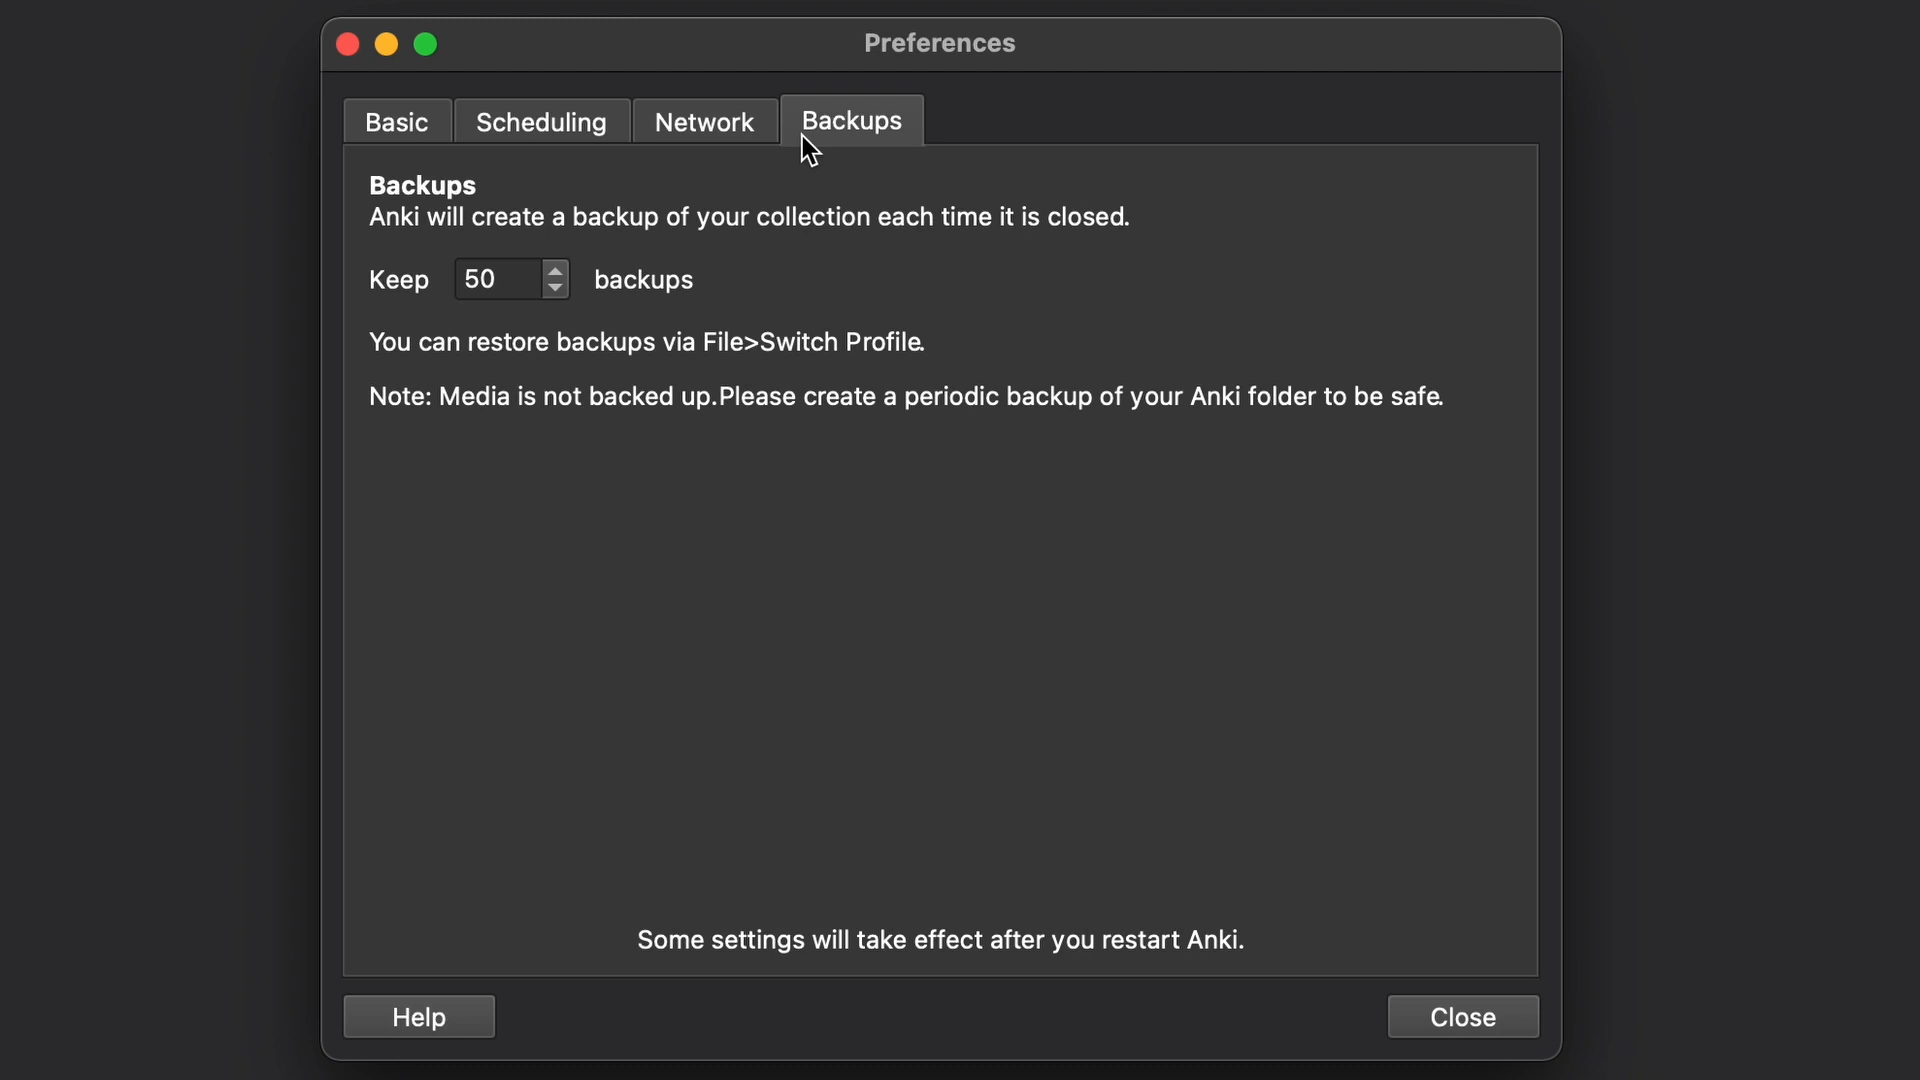 Preferences
Basic
Scheduling
Network
Backups
Backups
Anki will create a backup of your collection each time it is closed.
Keep 50 backups
You can restore backups via File>Switch Profile.
Note: Media is not backed up.Please create a periodic backup of your Anki folder to be safe.
Some settings will take effect after you restart Anki.
Help
Close